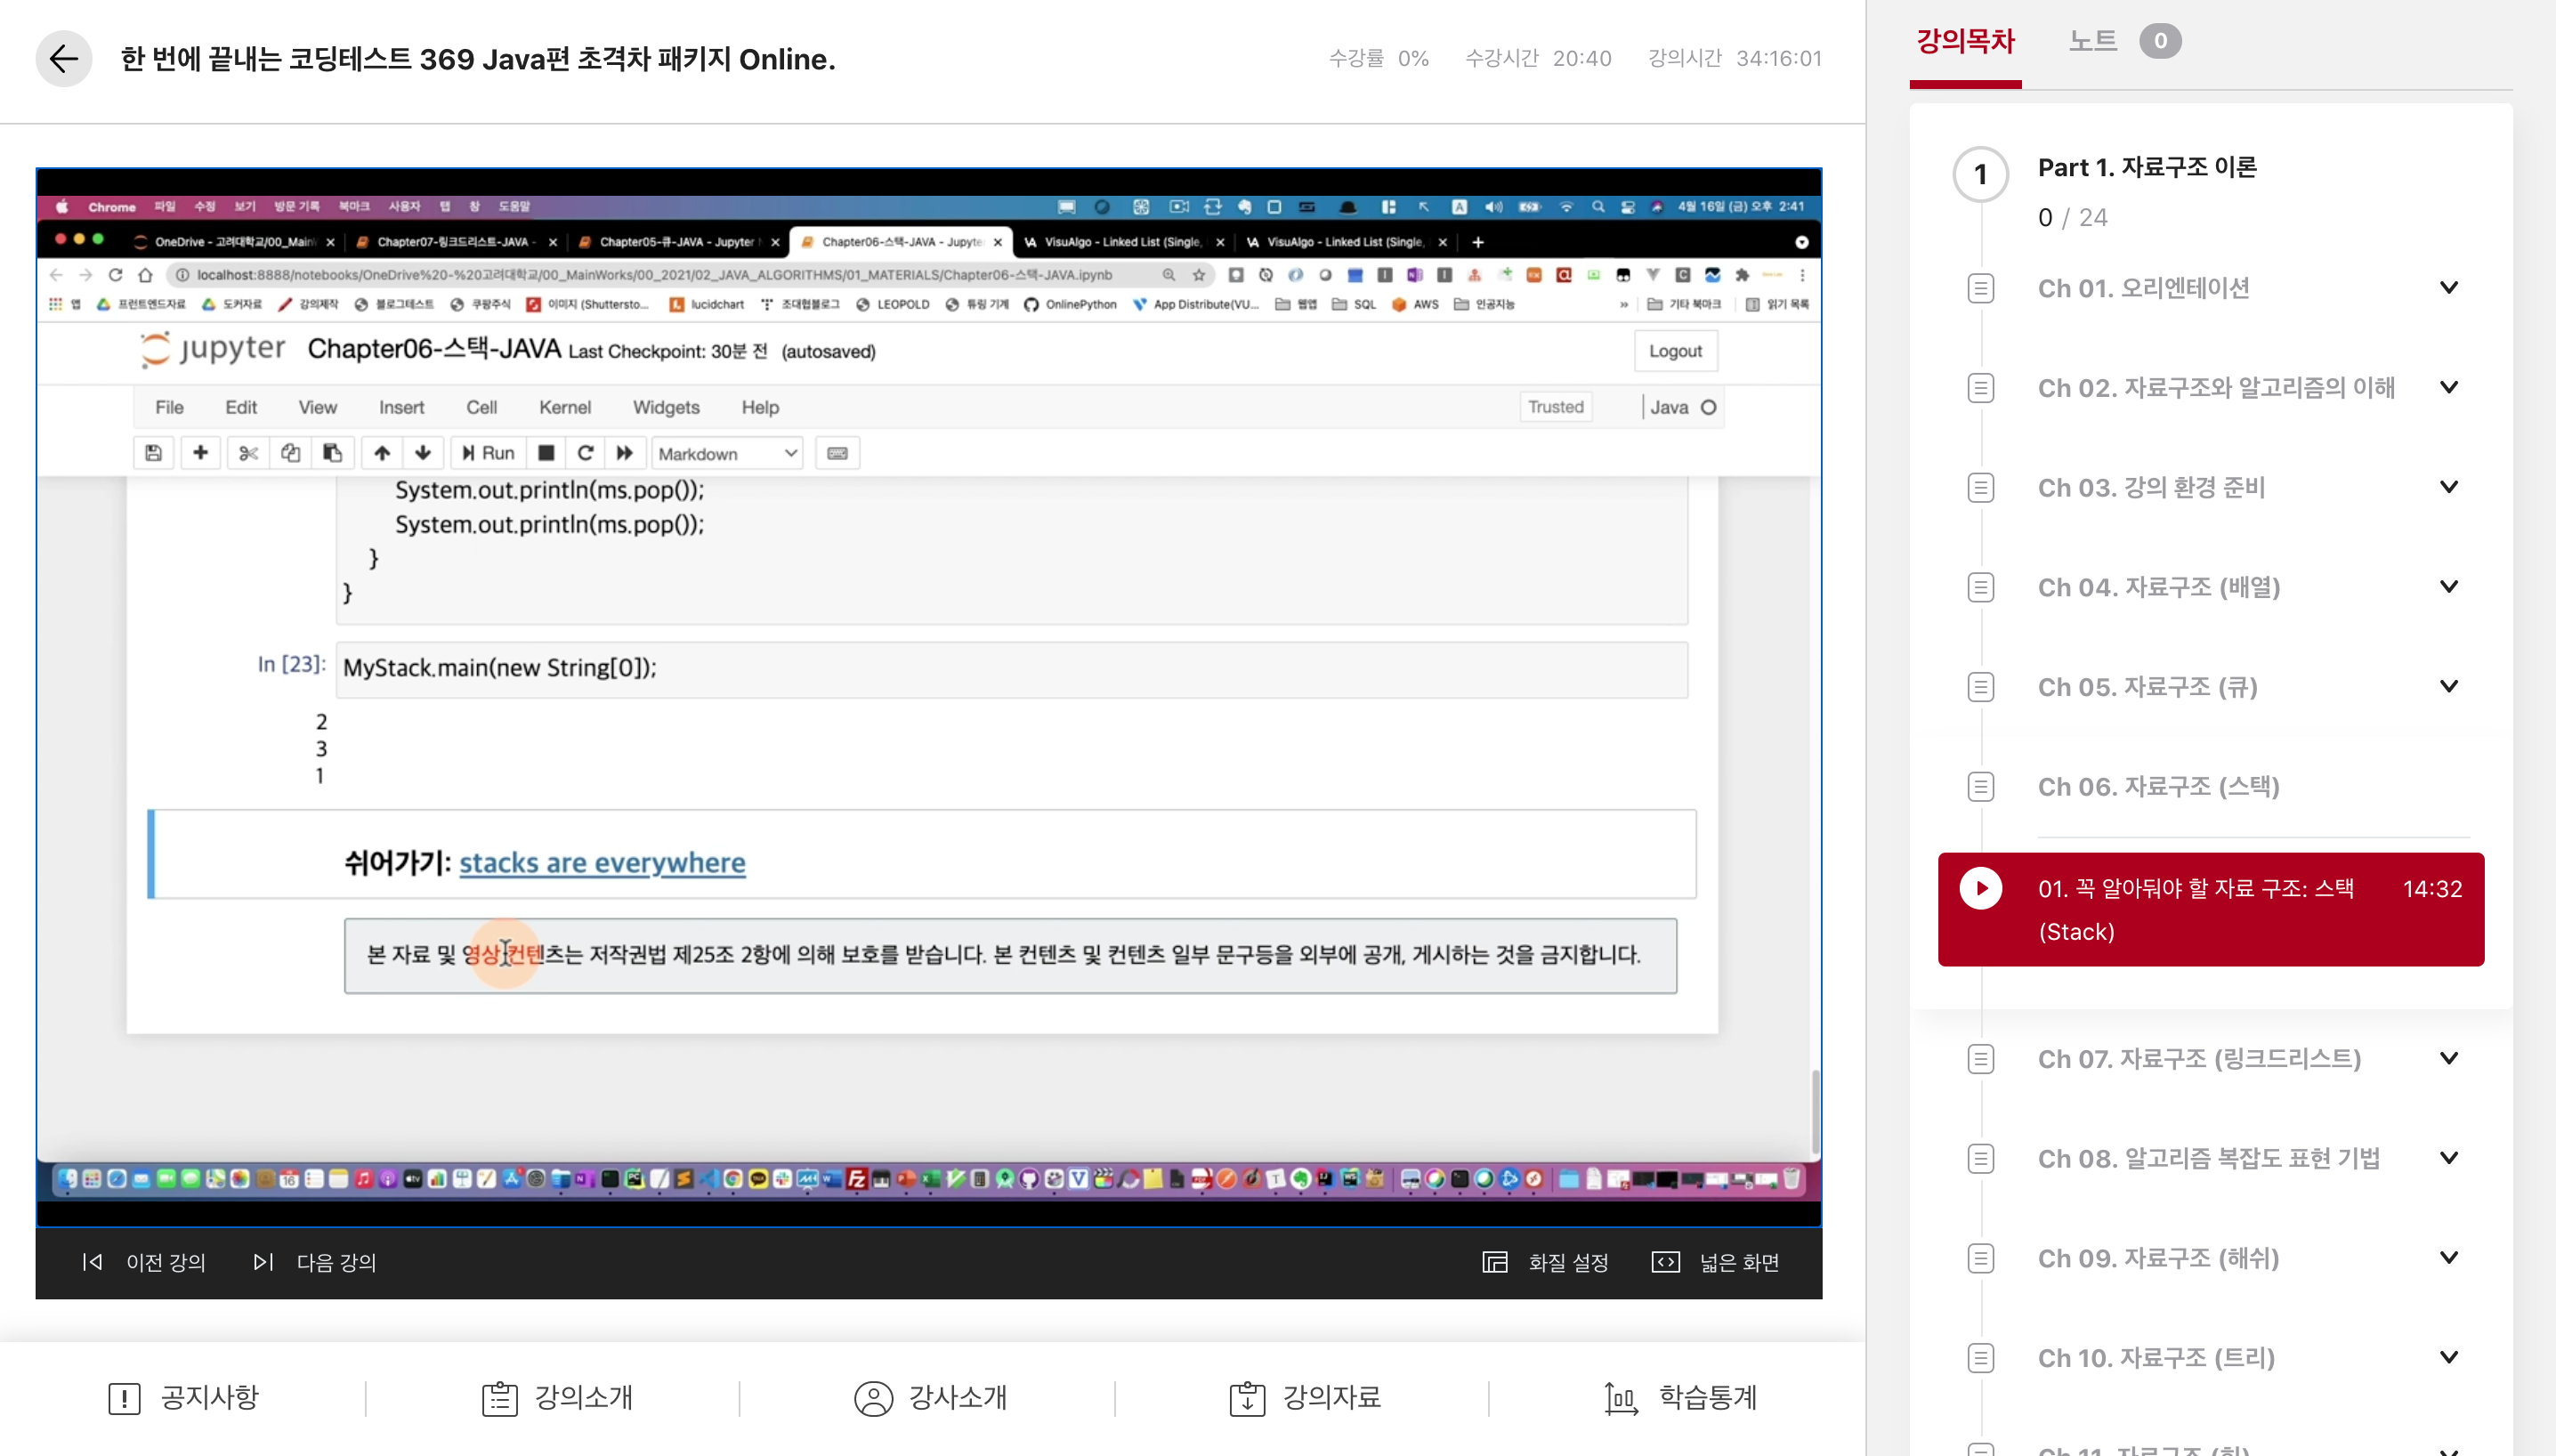 한 번에 끝내는 코딩테스트 369 Java편 초격차 패키지 Online.
수강률 0% 수강시간 20:40 강의시간 34:16:01
Chrome 파일 수정 보기 방문 기록 북마크 사용자 탭 창 도움말
4월 16일 (금) 오후 2:41
OneDrive - 고려대학교/00_Main
Chapter07-링크드리스트-JAVA -
Chapter05-큐-JAVA - Jupyter
Chapter06-스택-JAVA - Jupyte
VisuAlgo - Linked List (Single,
VisuAlgo - Linked List (Single,
localhost:8888/notebooks/OneDrive%20-%20고려대학교/00_MainWorks/00_2021/02_JAVA_ALGORITHMS/01_MATERIALS/Chapter06-스택-JAVA.ipynb
앱 프런트엔드자료 도커자료 강의제작 블로그테스트 쿠팡주식 이미지 (Shuttersto... lucidchart 조대협블로그 LEOPOLD 튜링 기계 OnlinePython App Distribute(VU... 웹앱 SQL AWS 인공지능 » 기타 북마크 읽기 목록
jupyter Chapter06-스택-JAVA Last Checkpoint: 30분 전 (autosaved)
Logout
File Edit View Insert Cell Kernel Widgets Help Trusted Java
Run Markdown
System.out.println(ms.pop());
System.out.println(ms.pop());
}
}
In [23]: MyStack.main(new String[0]);
2
3
1
쉬어가기: stacks are everywhere
본 자료 및 영상 컨텐츠는 저작권법 제25조 2항에 의해 보호를 받습니다. 본 컨텐츠 및 컨텐츠 일부 문구등을 외부에 공개, 게시하는 것을 금지합니다.
이전 강의 다음 강의 화질 설정 넓은 화면
공지사항 강의소개 강사소개 강의자료 학습통계
강의목차 노트 0
1 Part 1. 자료구조 이론
0 / 24
Ch 01. 오리엔테이션
Ch 02. 자료구조와 알고리즘의 이해
Ch 03. 강의 환경 준비
Ch 04. 자료구조 (배열)
Ch 05. 자료구조 (큐)
Ch 06. 자료구조 (스택)
01. 꼭 알아둬야 할 자료 구조: 스택 14:32
(Stack)
Ch 07. 자료구조 (링크드리스트)
Ch 08. 알고리즘 복잡도 표현 기법
Ch 09. 자료구조 (해쉬)
Ch 10. 자료구조 (트리)
Ch 11. 자료구조 (힙)